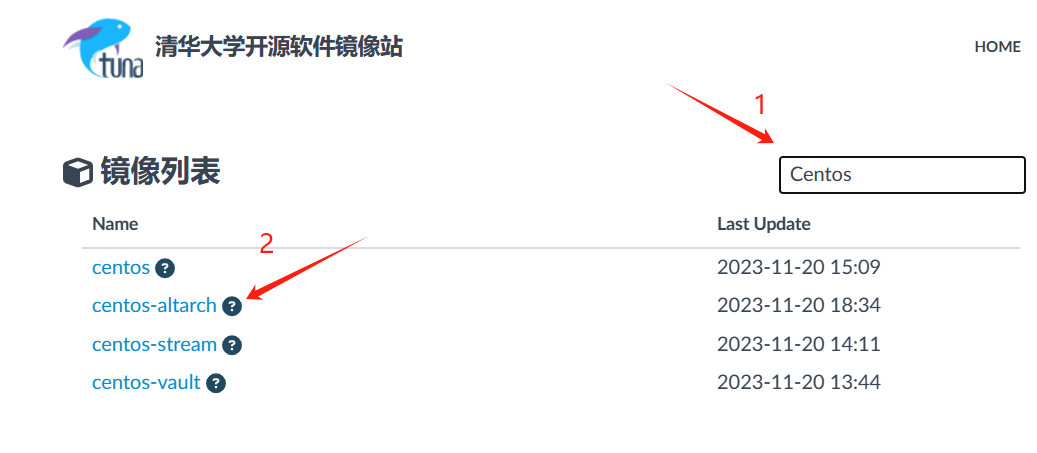 tuna 清华大学开源软件镜像站 HOME
1
镜像列表 Centos
Name Last Update
2
centos ? 2023-11-20 15:09
centos-altarch ? 2023-11-20 18:34
centos-stream ? 2023-11-20 14:11
centos-vault ? 2023-11-20 13:44